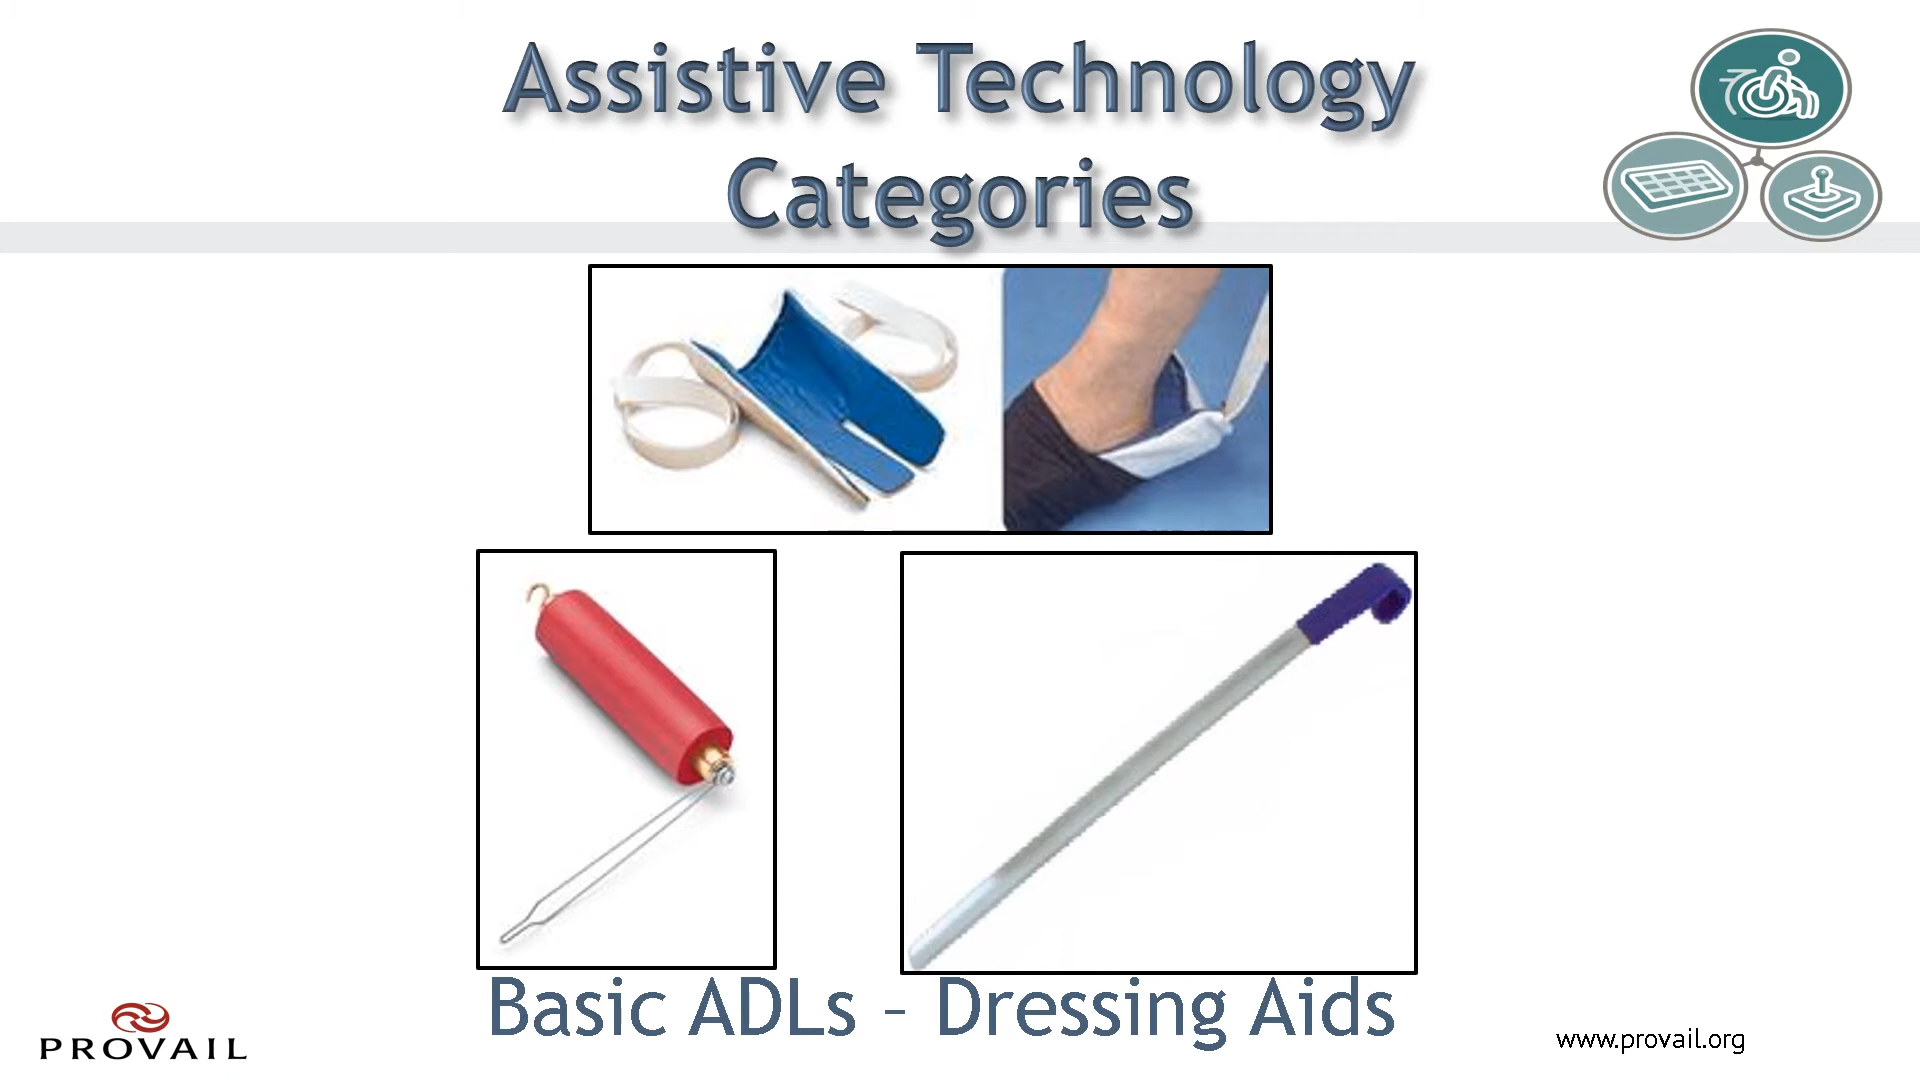 Assistive Technology
Categories
Basic ADLs – Dressing Aids
PROVAIL
www.provail.org